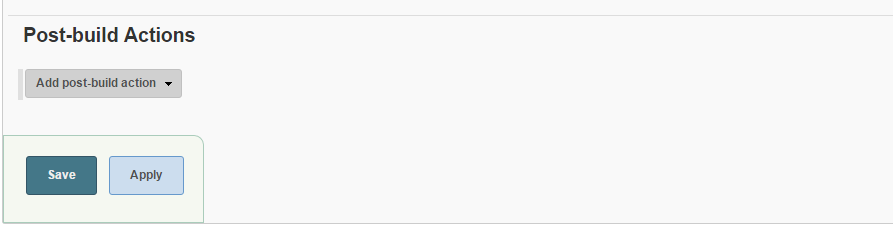 Post-build Actions
Add post-build action
Save
Apply